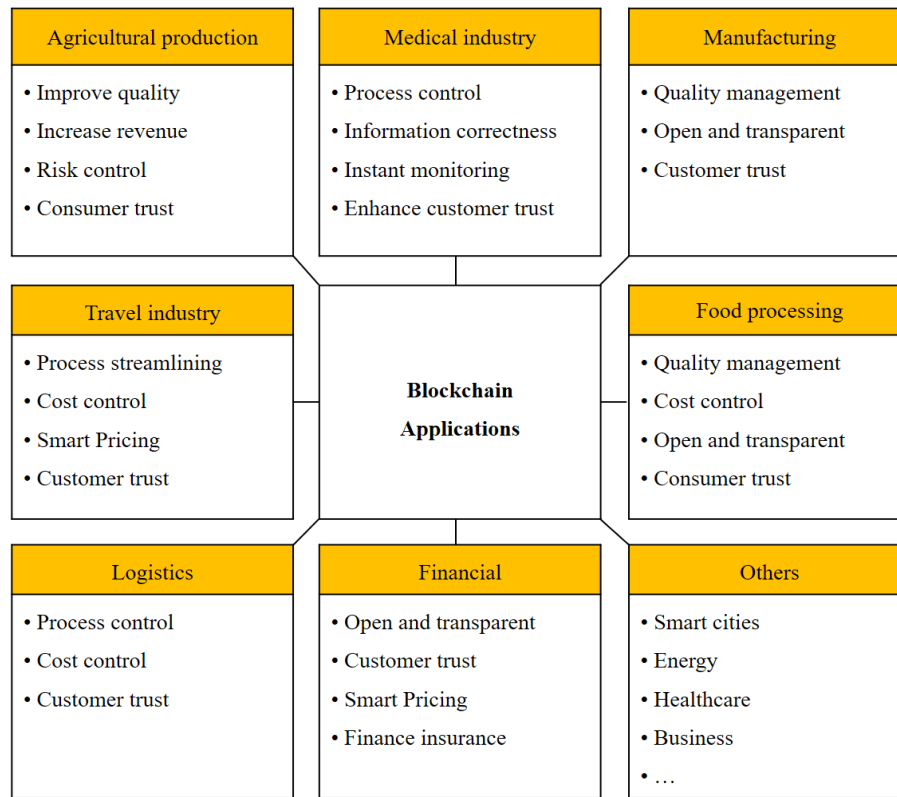 Agricultural production
• Improve quality
• Increase revenue
• Risk control
• Consumer trust
Medical industry
• Process control
• Information correctness
• Instant monitoring
• Enhance customer trust
Manufacturing
• Quality management
• Open and transparent
• Customer trust
Travel industry
• Process streamlining
• Cost control
• Smart Pricing
• Customer trust
Blockchain
Applications
Food processing
• Quality management
• Cost control
• Open and transparent
• Consumer trust
Logistics
• Process control
• Cost control
• Customer trust
Financial
• Open and transparent
• Customer trust
• Smart Pricing
• Finance insurance
Others
• Smart cities
• Energy
• Healthcare
• Business
• …